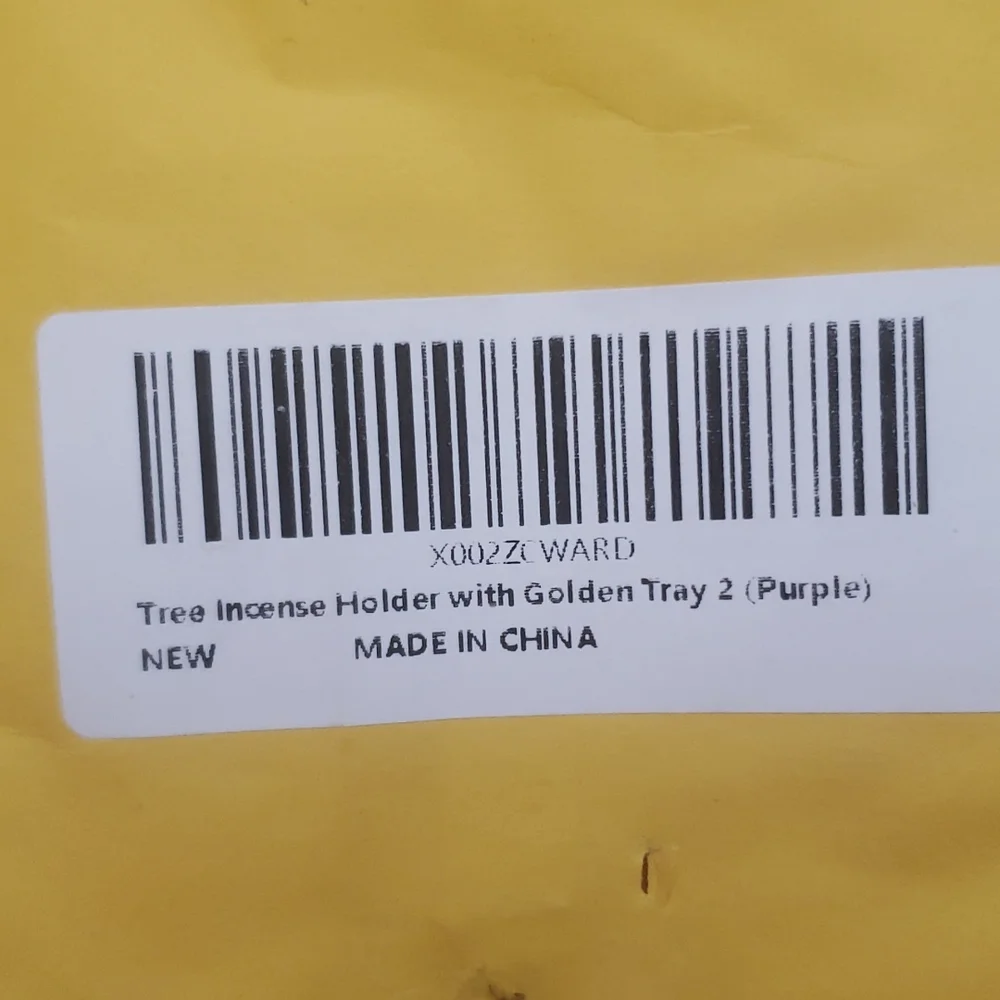 X002ZCWARD
Tree Incense Holder with Golden Tray 2 (Purple)
NEW MADE IN CHINA